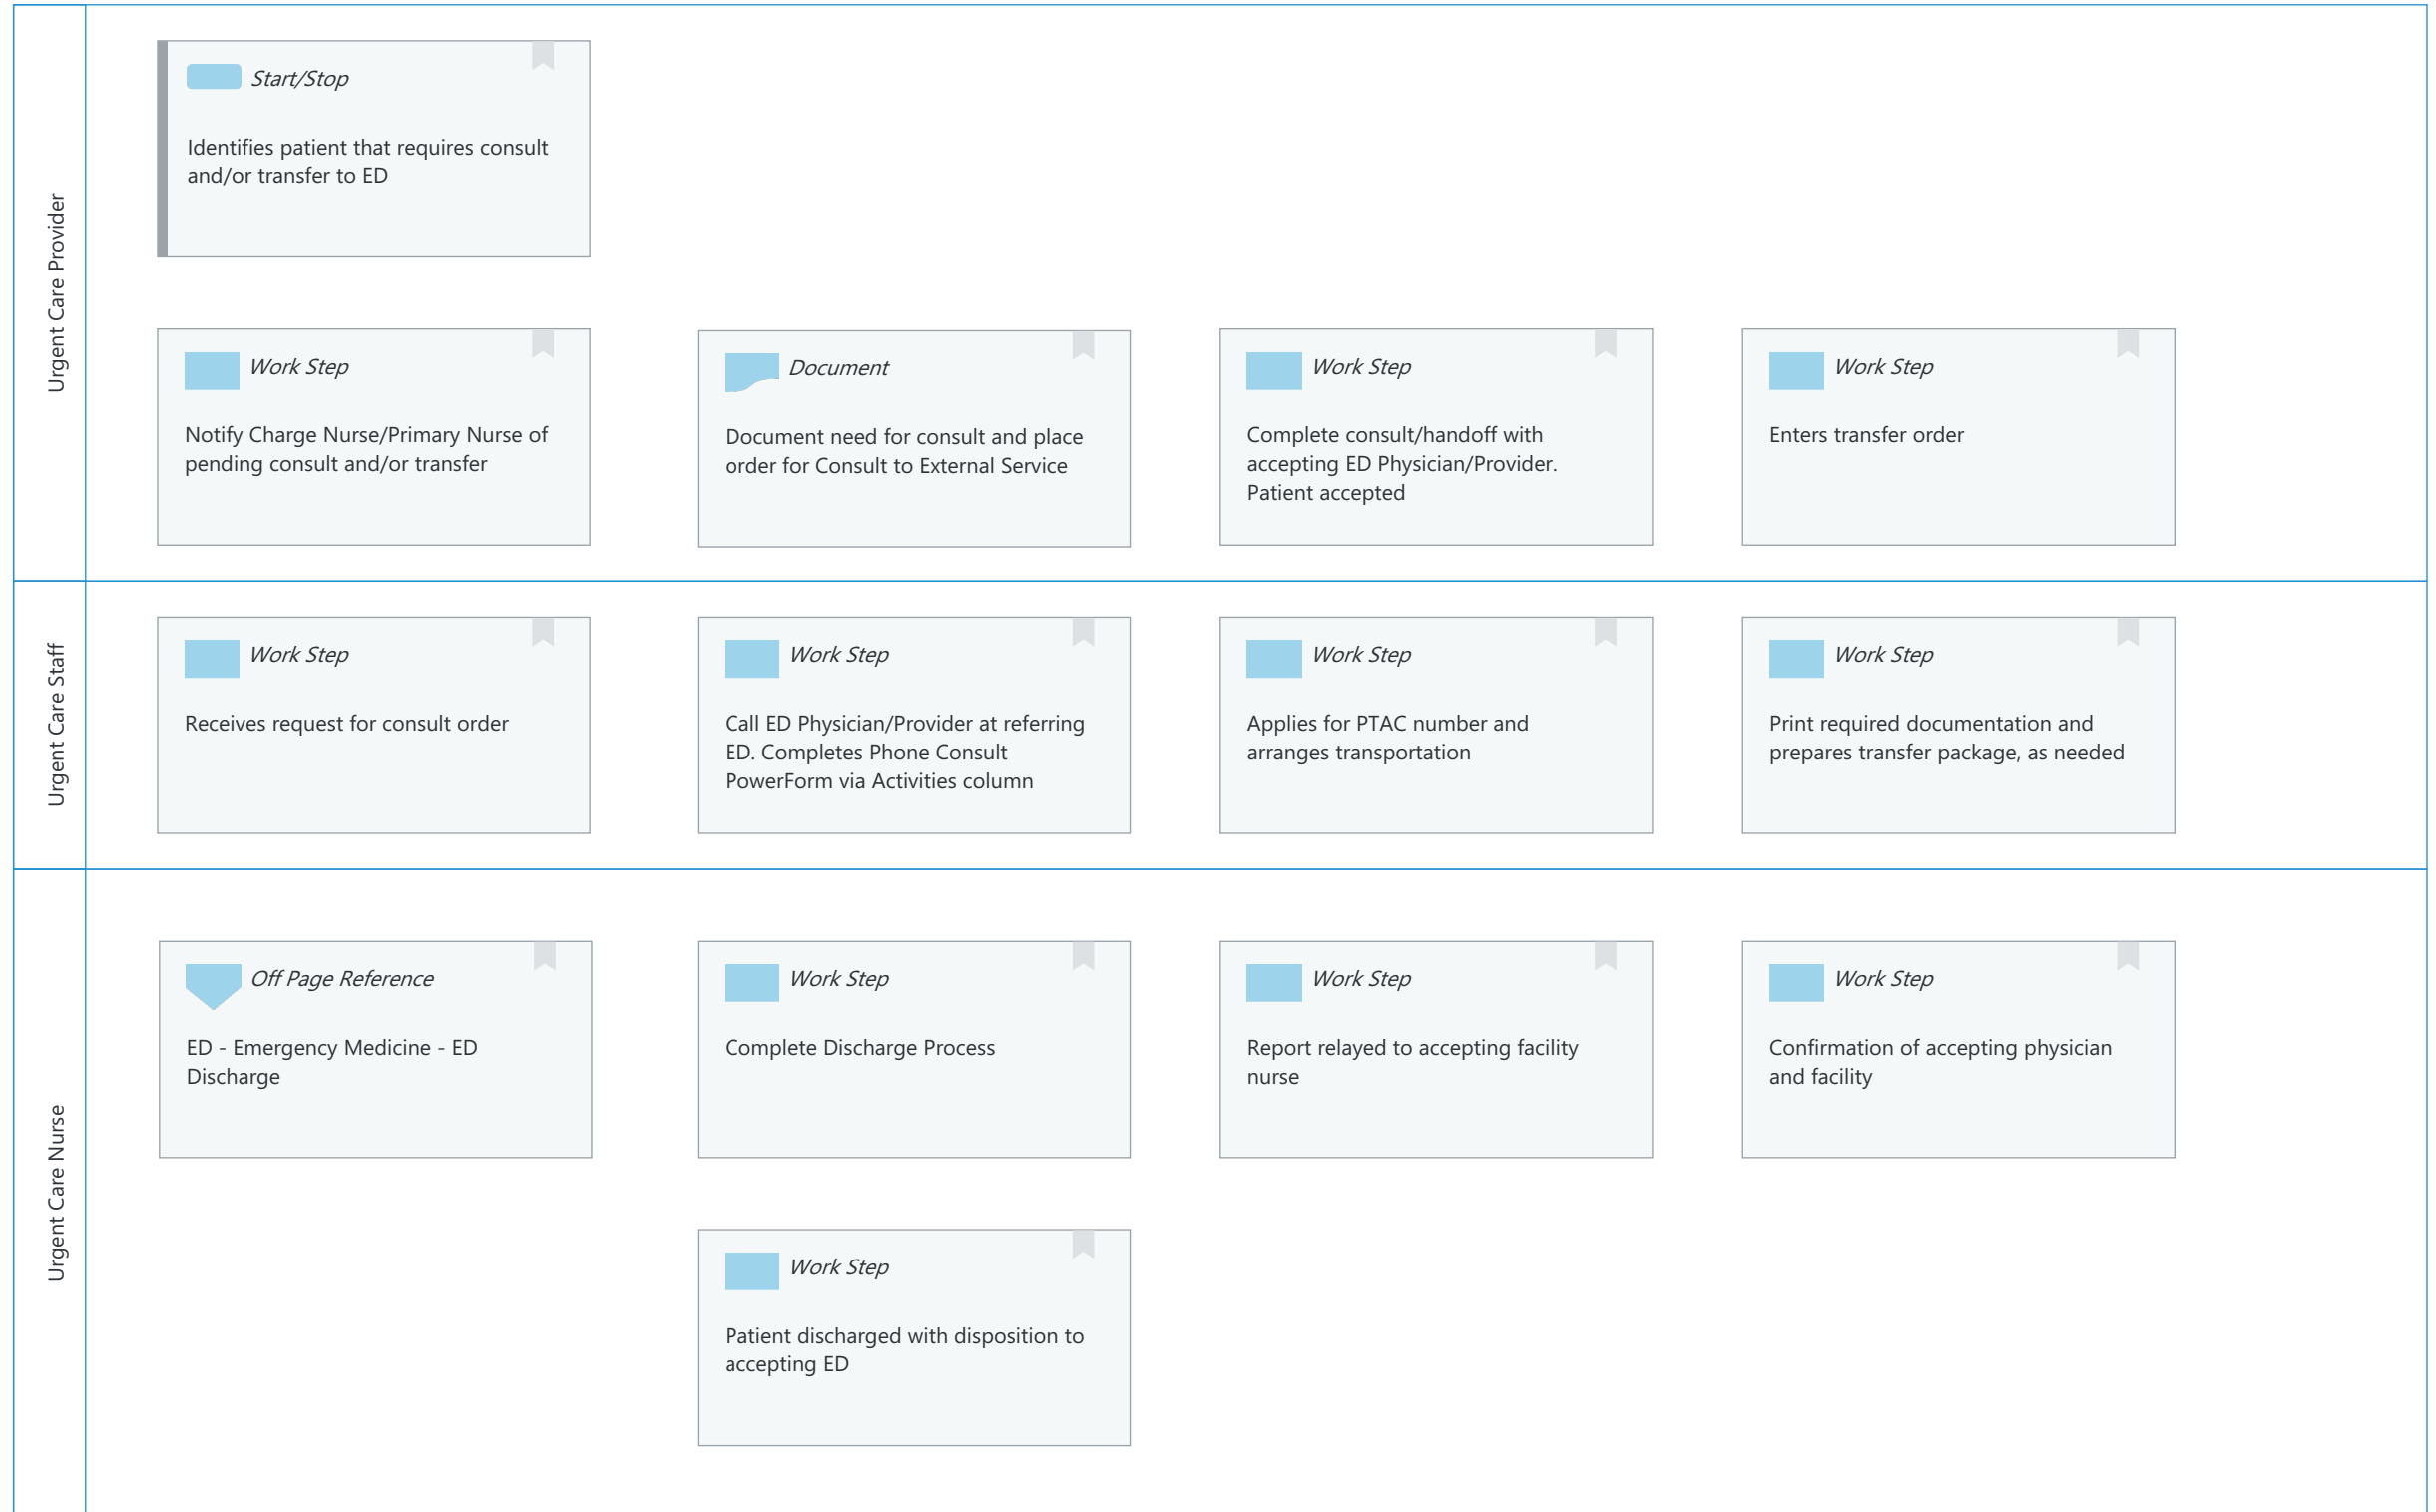 Urgent Care Provider
Start/Stop
Identifies patient that requires consult
and/or transfer to ED
Work Step
Notify Charge Nurse/Primary Nurse of
pending consult and/or transfer
Document
Document need for consult and place
order for Consult to External Service
Work Step
Complete consult/handoff with
accepting ED Physician/Provider.
Patient accepted
Work Step
Enters transfer order
Urgent Care Staff
Work Step
Receives request for consult order
Work Step
Call ED Physician/Provider at referring
ED. Completes Phone Consult
PowerForm via Activities column
Work Step
Applies for PTAC number and
arranges transportation
Work Step
Print required documentation and
prepares transfer package, as needed
Urgent Care Nurse
Off Page Reference
ED - Emergency Medicine - ED
Discharge
Work Step
Complete Discharge Process
Work Step
Report relayed to accepting facility
nurse
Work Step
Confirmation of accepting physician
and facility
Work Step
Patient discharged with disposition to
accepting ED